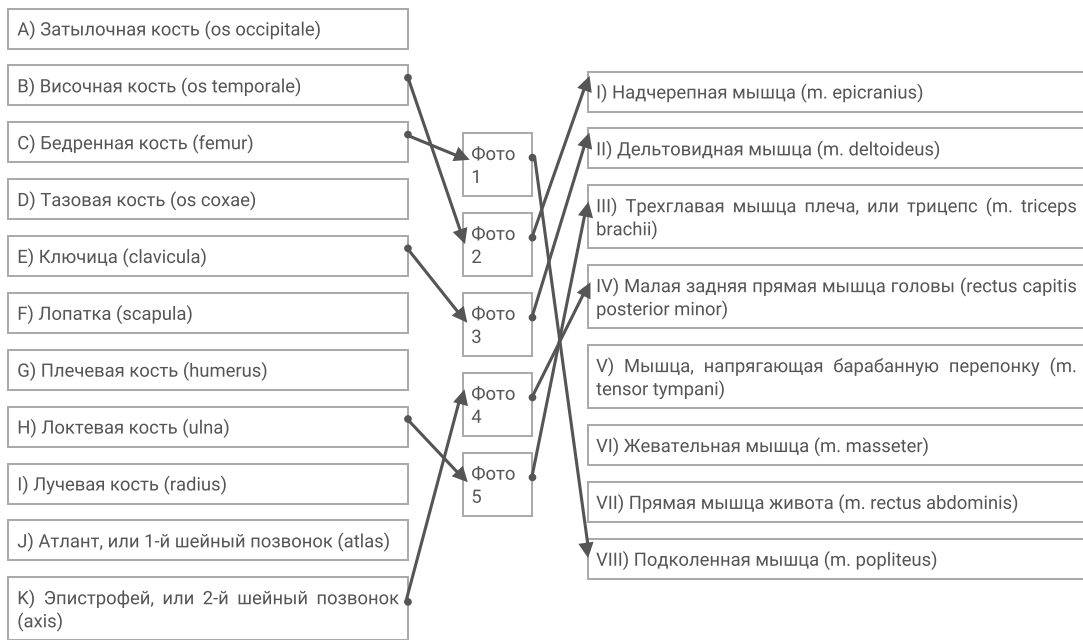 A) Затылочная кость (os occipitale)
B) Височная кость (os temporale)
C) Бедренная кость (femur)
D) Тазовая кость (os coxae)
E) Ключица (clavicula)
F) Лопатка (scapula)
G) Плечевая кость (humerus)
H) Локтевая кость (ulna)
I) Лучевая кость (radius)
J) Атлант, или 1-й шейный позвонок (atlas)
K) Эпистрофей, или 2-й шейный позвонок
(axis)
Фото
1
Фото
2
Фото
3
Фото
4
Фото
5
I) Надчерепная мышца (m. epicranius)
II) Дельтовидная мышца (m. deltoideus)
III) Трехглавая мышца плеча, или трицепс (m. triceps
brachii)
IV) Малая задняя прямая мышца головы (rectus capitis
posterior minor)
V) Мышца, напрягающая барабанную перепонку (m.
tensor tympani)
VI) Жевательная мышца (m. masseter)
VII) Прямая мышца живота (m. rectus abdominis)
VIII) Подколенная мышца (m. popliteus)